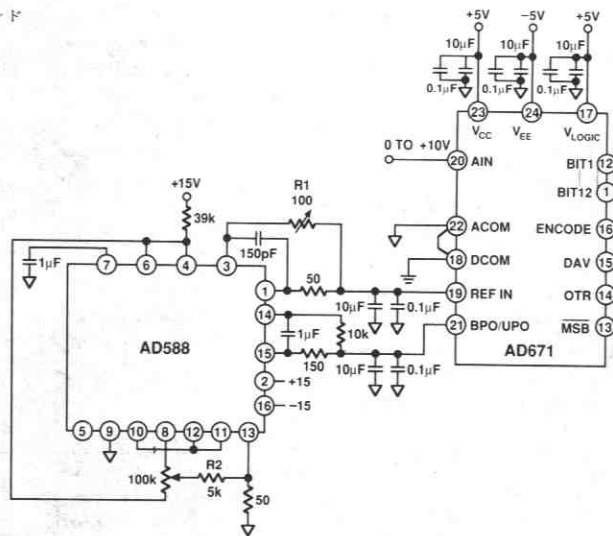 ド
+5V
−5V
+5V
10μF
10μF
10μF
0.1μF
0.1μF
0.1μF
23
24
17
VCC
VEE
VLOGIC
0 TO +10V
20
AIN
BIT1
12
BIT12
1
22
ACOM
ENCODE
16
18
DCOM
DAV
15
19
REF IN
OTR
14
21
BPO/UPO
MSB
13
AD671
+15V
39k
R1
100
150pF
1μF
7
6
4
3
1
50
10μF
0.1μF
14
1μF
10k
15
150
10μF
0.1μF
AD588
2
+15
16
−15
5
9
10
8
12
11
13
100k
R2
5k
50